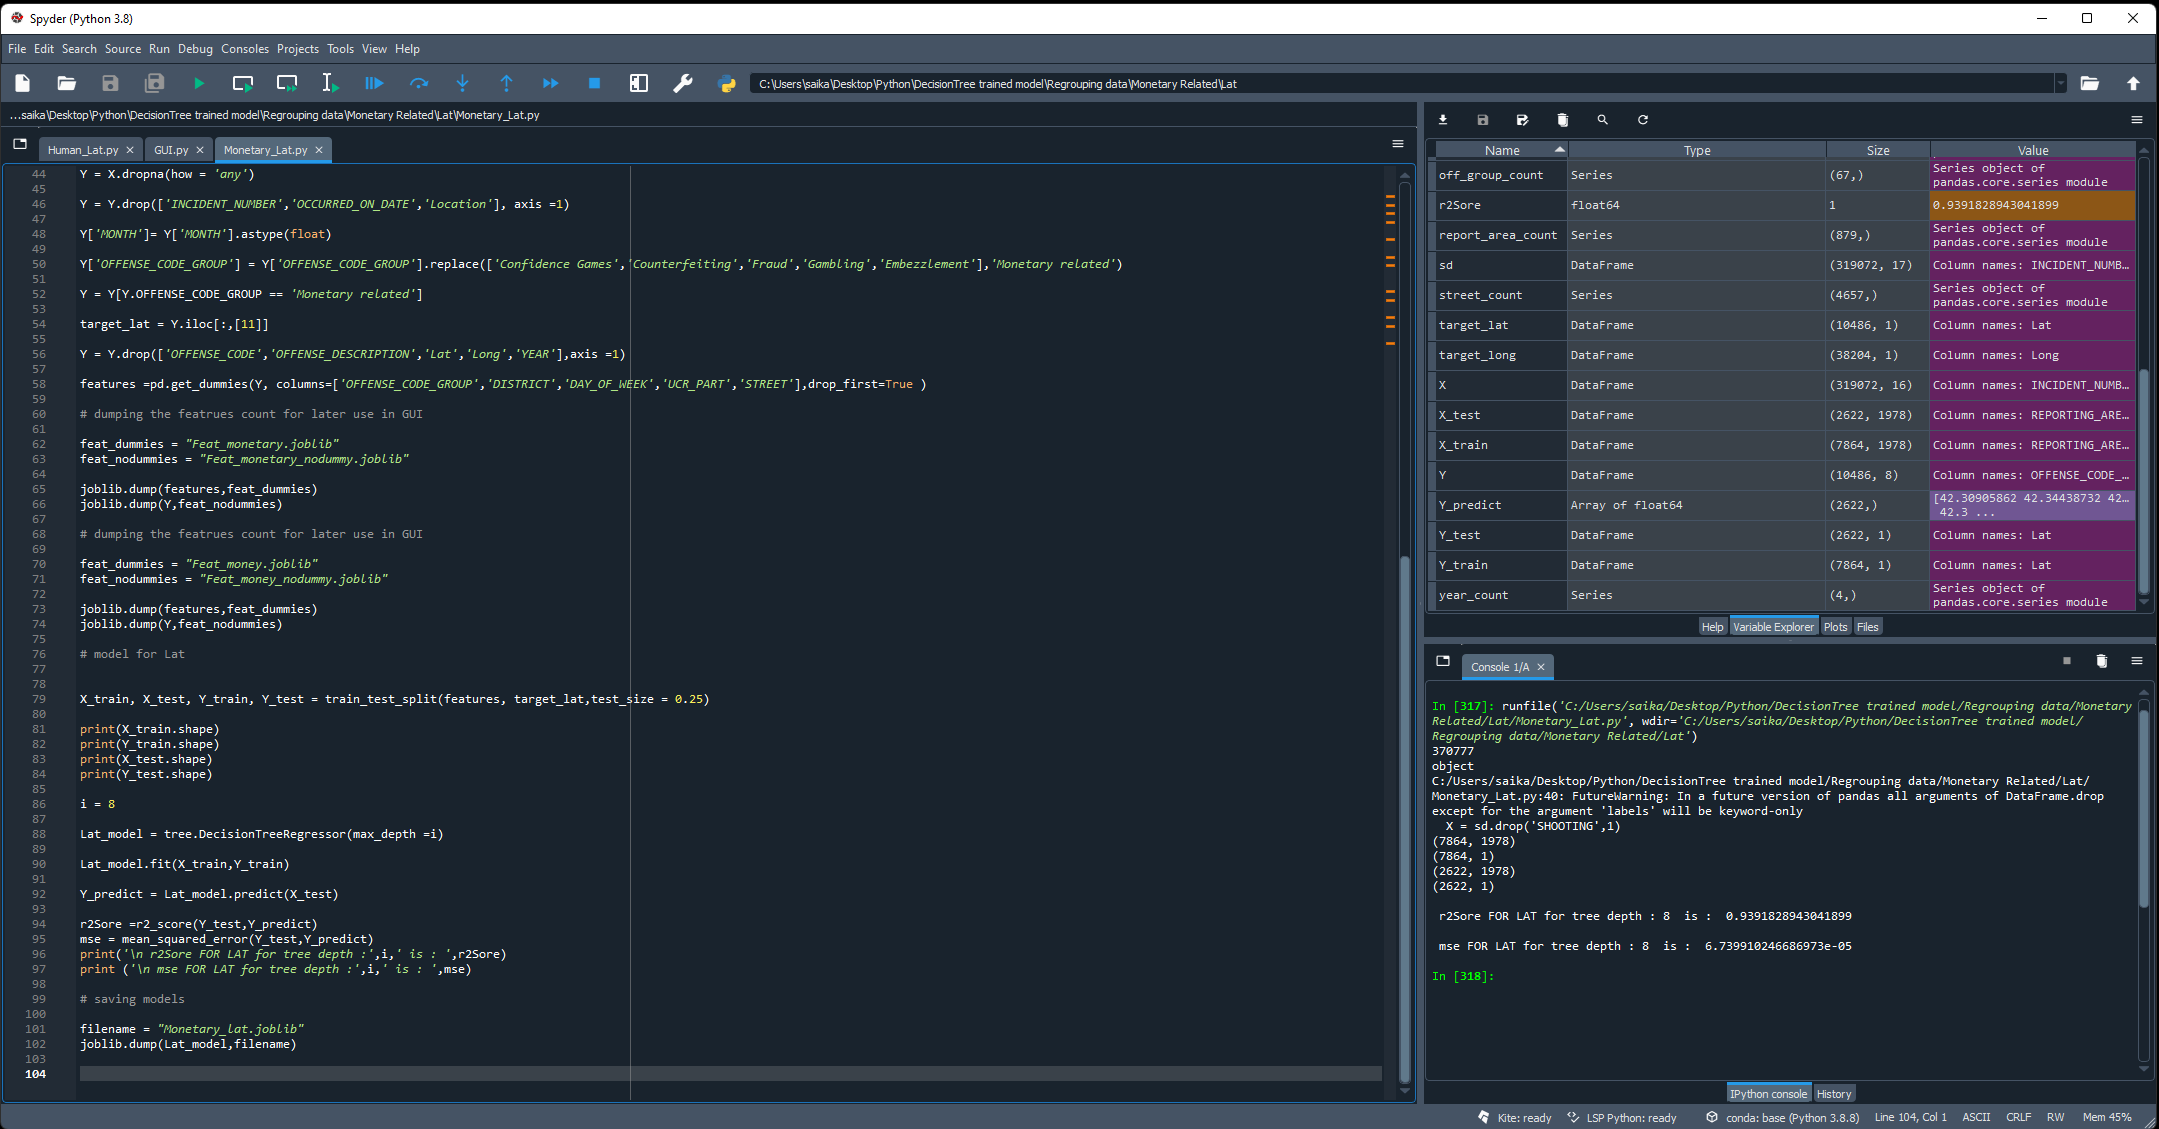 Spyder (Python 3.8)
File Edit Search Source Run Debug Consoles Projects Tools View Help
C:\Users\saika\Desktop\Python\DecisionTree trained model\Regrouping data\Monetary Related\Lat
...saika\Desktop\Python\DecisionTree trained model\Regrouping data\Monetary Related\Lat\Monetary_Lat.py
Human_Lat.py GUI.py Monetary_Lat.py
44 Y = X.dropna(how = 'any')
45
46 Y = Y.drop(['INCIDENT_NUMBER','OCCURRED_ON_DATE','Location'], axis =1)
47
48 Y['MONTH']= Y['MONTH'].astype(float)
49
50 Y['OFFENSE_CODE_GROUP'] = Y['OFFENSE_CODE_GROUP'].replace(['Confidence Games','Counterfeiting','Fraud','Gambling','Embezzlement'],'Monetary related')
51
52 Y = Y[Y.OFFENSE_CODE_GROUP == 'Monetary related']
53
54 target_lat = Y.iloc[:,[11]]
55
56 Y = Y.drop(['OFFENSE_CODE','OFFENSE_DESCRIPTION','Lat','Long','YEAR'],axis =1)
57
58 features =pd.get_dummies(Y, columns=['OFFENSE_CODE_GROUP','DISTRICT','DAY_OF_WEEK','UCR_PART','STREET'],drop_first=True )
59
60 # dumping the featrues count for later use in GUI
61
62 feat_dummies = "Feat_monetary.joblib"
63 feat_nodummies = "Feat_monetary_nodummy.joblib"
64
65 joblib.dump(features,feat_dummies)
66 joblib.dump(Y,feat_nodummies)
67
68 # dumping the featrues count for later use in GUI
69
70 feat_dummies = "Feat_money.joblib"
71 feat_nodummies = "Feat_money_nodummy.joblib"
72
73 joblib.dump(features,feat_dummies)
74 joblib.dump(Y,feat_nodummies)
75
76 # model for Lat
77
78
79 X_train, X_test, Y_train, Y_test = train_test_split(features, target_lat,test_size = 0.25)
80
81 print(X_train.shape)
82 print(Y_train.shape)
83 print(X_test.shape)
84 print(Y_test.shape)
85
86 i = 8
87
88 Lat_model = tree.DecisionTreeRegressor(max_depth =i)
89
90 Lat_model.fit(X_train,Y_train)
91
92 Y_predict = Lat_model.predict(X_test)
93
94 r2Sore =r2_score(Y_test,Y_predict)
95 mse = mean_squared_error(Y_test,Y_predict)
96 print('\n r2Sore FOR LAT for tree depth :',i,' is : ',r2Sore)
97 print ('\n mse FOR LAT for tree depth :',i,' is : ',mse)
98
99 # saving models
100
101 filename = "Monetary_lat.joblib"
102 joblib.dump(Lat_model,filename)
103
104
Name Type Size Value
off_group_count Series (67,) Series object of
pandas.core.series module
r2Sore float64 1 0.9391828943041899
report_area_count Series (879,) Series object of
pandas.core.series module
sd DataFrame (319072, 17) Column names: INCIDENT_NUMB…
street_count Series (4657,) Series object of
pandas.core.series module
target_lat DataFrame (10486, 1) Column names: Lat
target_long DataFrame (38204, 1) Column names: Long
X DataFrame (319072, 16) Column names: INCIDENT_NUMB…
X_test DataFrame (2622, 1978) Column names: REPORTING_ARE…
X_train DataFrame (7864, 1978) Column names: REPORTING_ARE…
Y DataFrame (10486, 8) Column names: OFFENSE_CODE_…
Y_predict Array of float64 (2622,) [42.30905862 42.34438732 42…
42.3 ...
Y_test DataFrame (2622, 1) Column names: Lat
Y_train DataFrame (7864, 1) Column names: Lat
year_count Series (4,) Series object of
pandas.core.series module
Help Variable Explorer Plots Files
Console 1/A
In [317]: runfile('C:/Users/saika/Desktop/Python/DecisionTree trained model/Regrouping data/Monetary
Related/Lat/Monetary_Lat.py', wdir='C:/Users/saika/Desktop/Python/DecisionTree trained model/
Regrouping data/Monetary Related/Lat')
370777
object
C:/Users/saika/Desktop/Python/DecisionTree trained model/Regrouping data/Monetary Related/Lat/
Monetary_Lat.py:40: FutureWarning: In a future version of pandas all arguments of DataFrame.drop
except for the argument 'labels' will be keyword-only
X = sd.drop('SHOOTING',1)
(7864, 1978)
(7864, 1)
(2622, 1978)
(2622, 1)
r2Sore FOR LAT for tree depth : 8 is : 0.9391828943041899
mse FOR LAT for tree depth : 8 is : 6.739910246686973e-05
In [318]:
IPython console History
Kite: ready LSP Python: ready conda: base (Python 3.8.8) Line 104, Col 1 ASCII CRLF RW Mem 45%